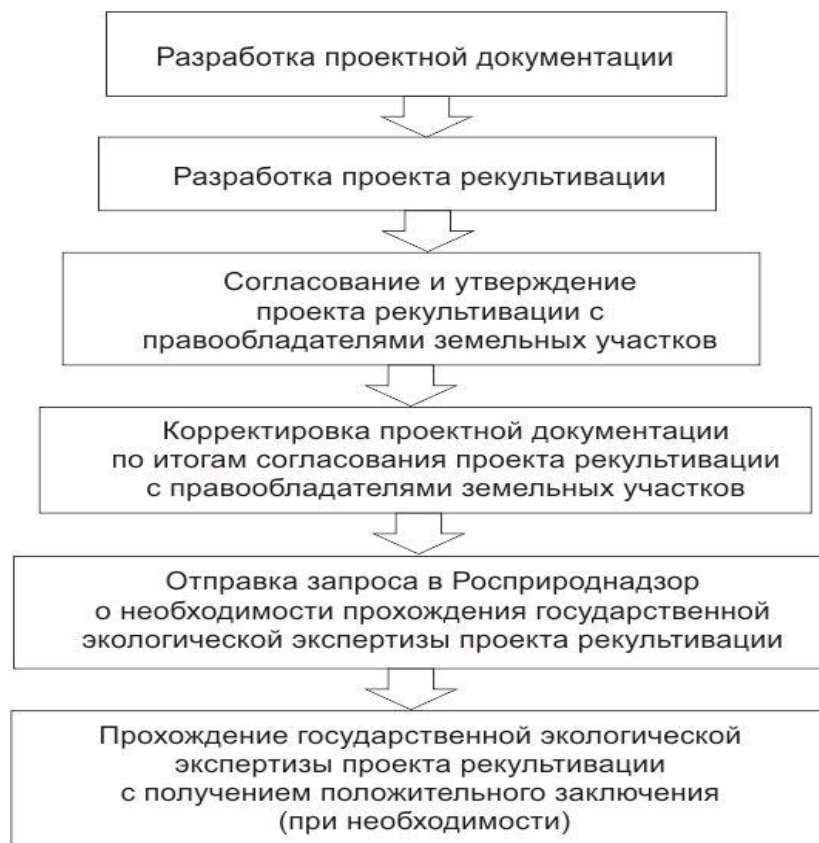 Разработка проектной документации
Разработка проекта рекультивации
Согласование и утверждение
проекта рекультивации с
правообладателями земельных участков
Корректировка проектной документации
по итогам согласования проекта рекультивации
с правообладателями земельных участков
Отправка запроса в Росприроднадзор
о необходимости прохождения государственной
экологической экспертизы проекта рекультивации
Прохождение государственной экологической
экспертизы проекта рекультивации
с получением положительного заключения
(при необходимости)